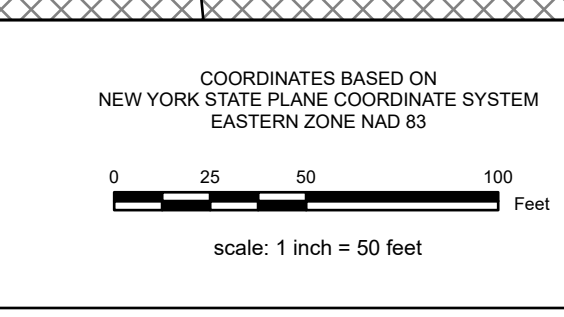 COORDINATES BASED ON
NEW YORK STATE PLANE COORDINATE SYSTEM
EASTERN ZONE NAD 83
0 25 50 100
Feet
scale: 1 inch = 50 feet